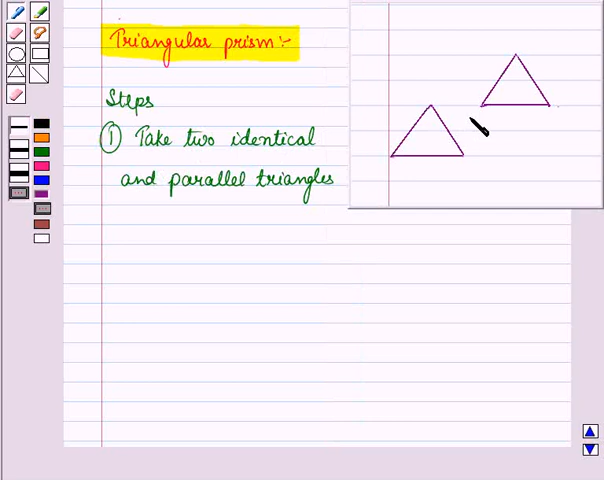 Triangular prism:-
Steps
① Take two identical
and parallel triangles